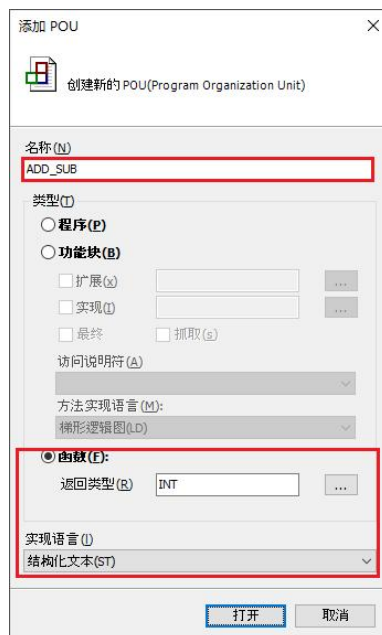 添加 POU
创建新的 POU(Program Organization Unit)
名称(N)
ADD_SUB
类型(T)
程序(P)
功能块(B)
扩展(x) ...
实现(I) ...
最终 抓取(s)
访问说明符(A)
方法实现语言(M):
梯形逻辑图(LD)
函数(F):
返回类型(R) INT ...
实现语言(I)
结构化文本(ST)
打开 取消